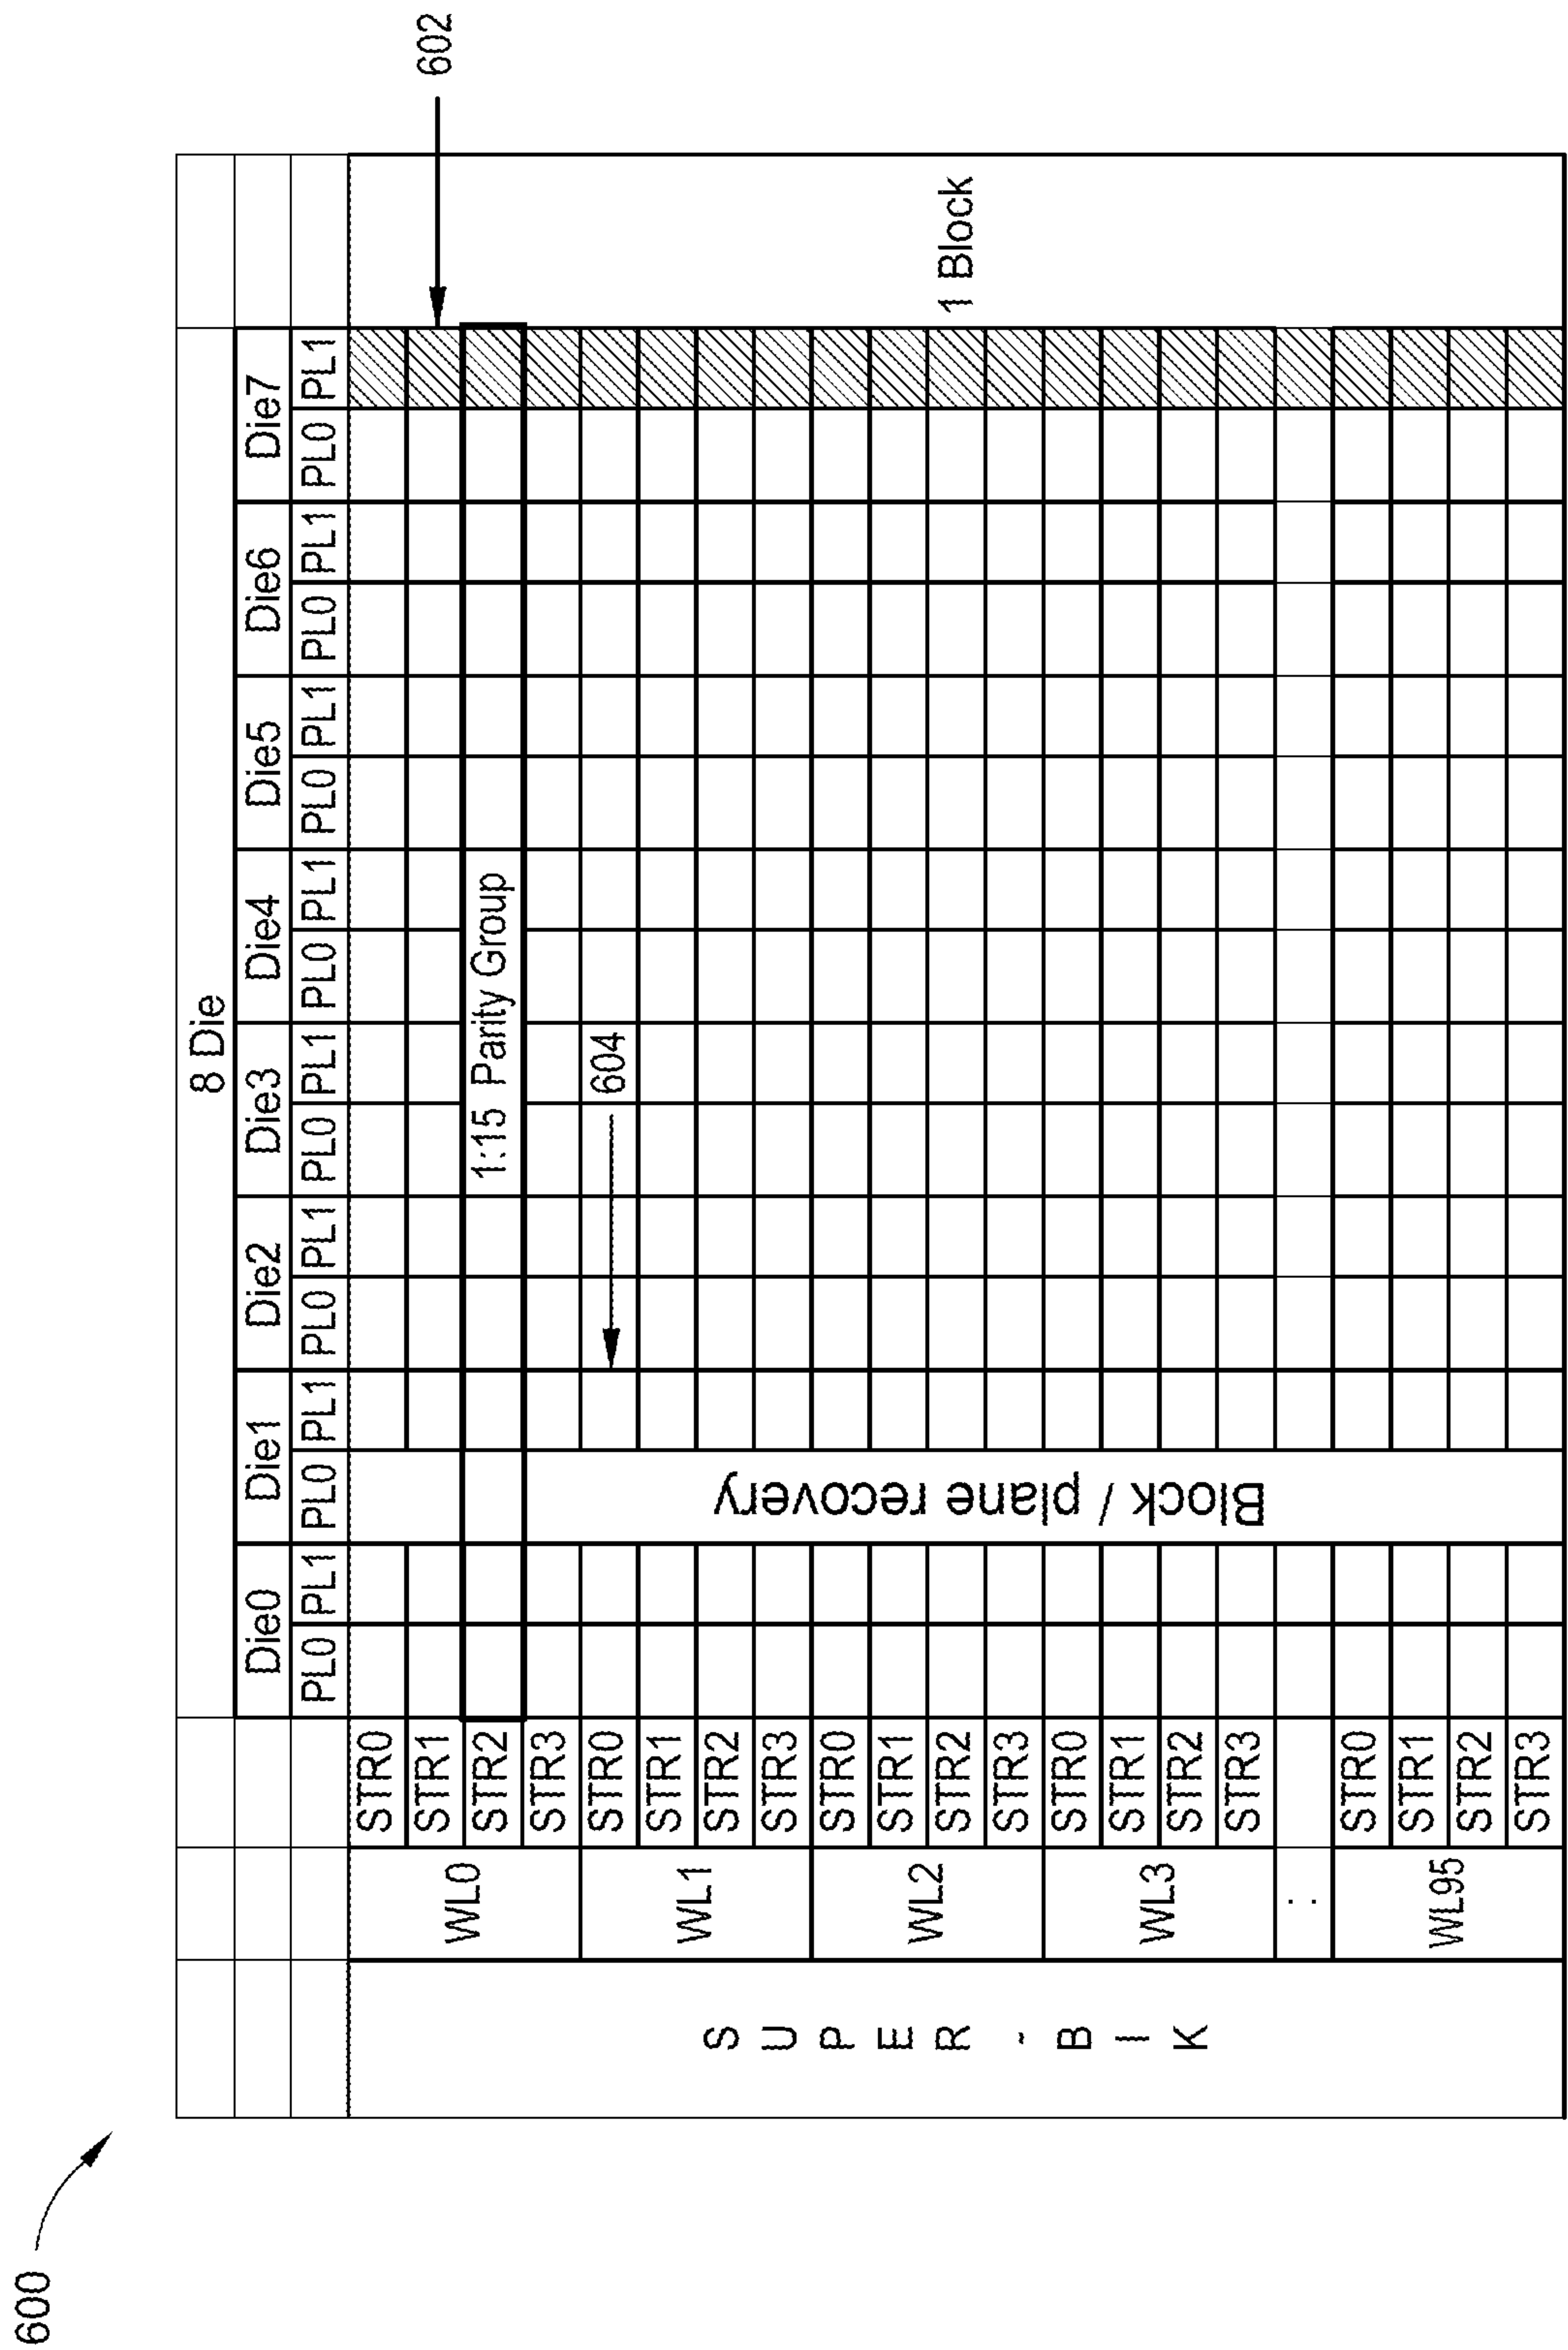 600
8 Die
Die0 Die1 Die2 Die3 Die4 Die5 Die6 Die7
PL0 PL1 PL0 PL1 PL0 PL1 PL0 PL1 PL0 PL1 PL0 PL1 PL0 PL1 PL0 PL1
SUPER-BIK
WL0 STR0
STR1
602
STR2 1:15 Parity Group
STR3
WL1 STR0
604
STR1
STR2
STR3
WL2 STR0
STR1
STR2
STR3
WL3 STR0
STR1
STR2
STR3
:
WL95 STR0
STR1
STR2
STR3
Block / plane recovery
1 Block